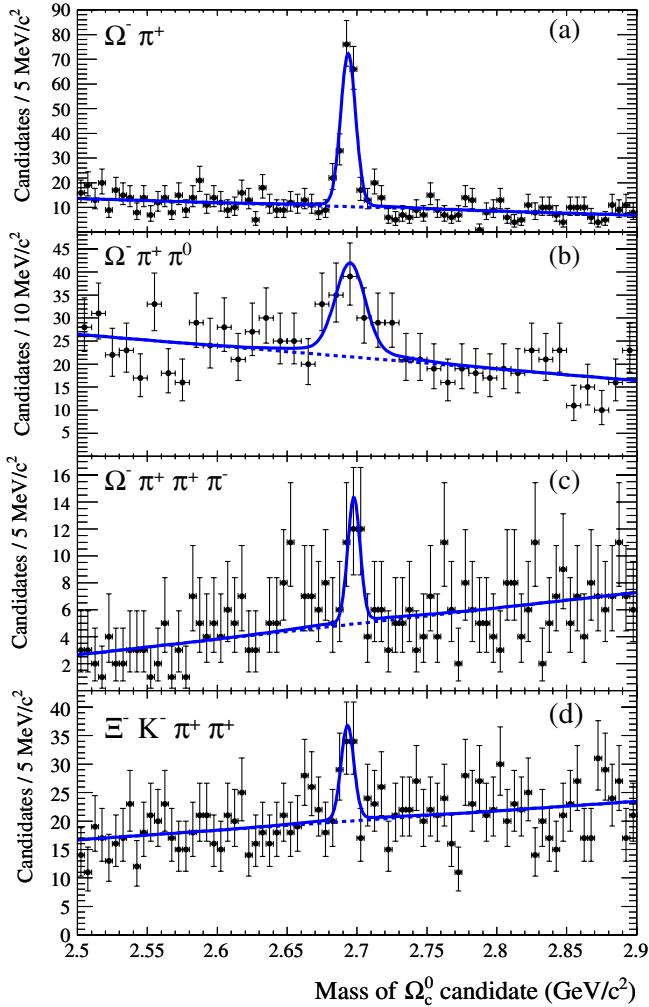 90
80
70
60
50
40
30
20
10
Candidates / 5 MeV/c²
Ω⁻ π⁺
(a)
45
40
35
30
25
20
15
10
5
Candidates / 10 MeV/c²
Ω⁻ π⁺ π⁰
(b)
16
14
12
10
8
6
4
2
Candidates / 5 MeV/c²
Ω⁻ π⁺ π⁺ π⁻
(c)
40
35
30
25
20
15
10
5
0
Candidates / 5 MeV/c²
Ξ⁻ K⁻ π⁺ π⁺
(d)
2.5 2.55 2.6 2.65 2.7 2.75 2.8 2.85 2.9
Mass of Ω_c⁰ candidate (GeV/c²)